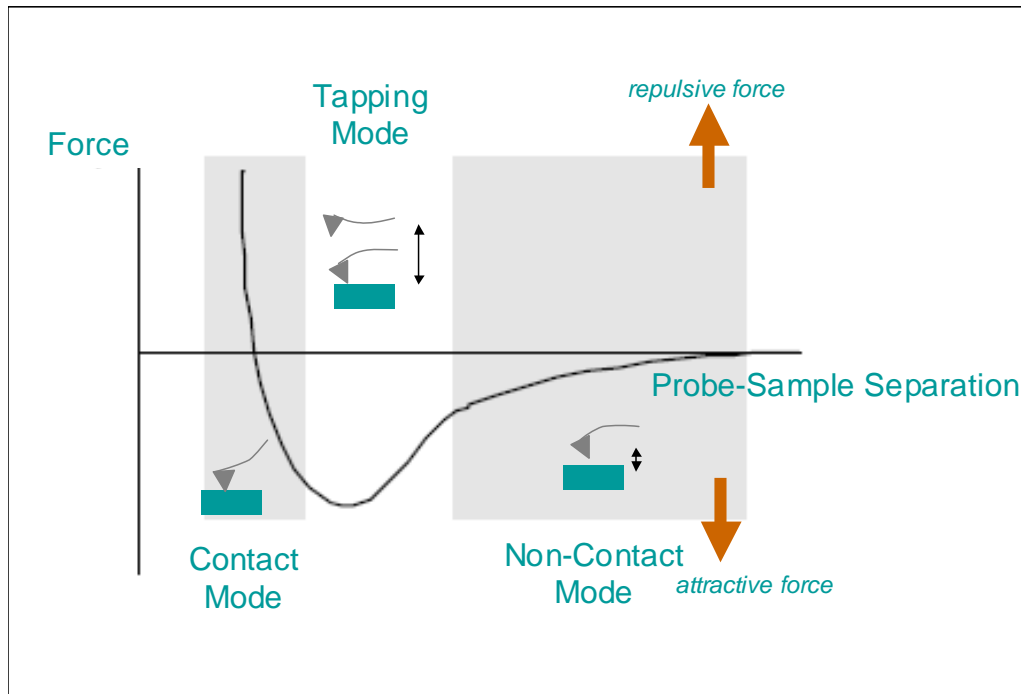 Tapping
Mode
repulsive force
Force
Probe-Sample Separation
Contact
Mode
Non-Contact
Mode
attractive force